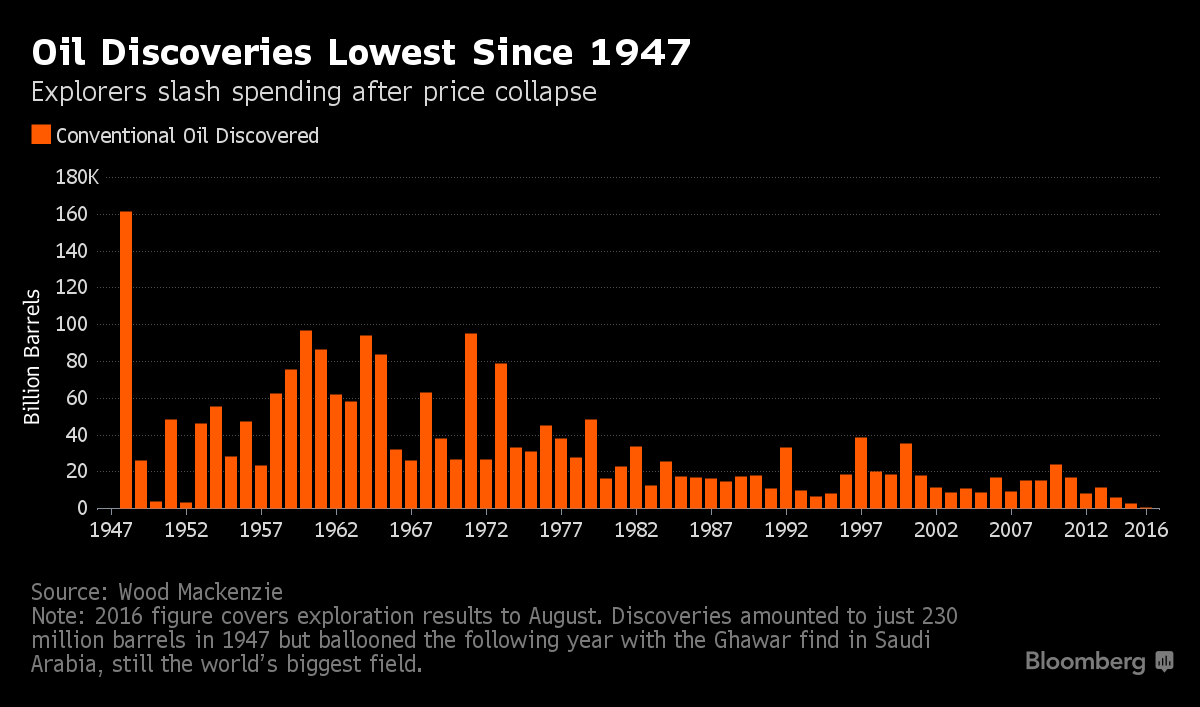 Oil Discoveries Lowest Since 1947
Explorers slash spending after price collapse
Conventional Oil Discovered
180K
160
140
120
100
80
60
40
20
0
Billion Barrels
1947 1952 1957 1962 1967 1972 1977 1982 1987 1992 1997 2002 2007 2012 2016
Source: Wood Mackenzie
Note: 2016 figure covers exploration results to August. Discoveries amounted to just 230
million barrels in 1947 but ballooned the following year with the Ghawar find in Saudi
Arabia, still the world's biggest field.
Bloomberg